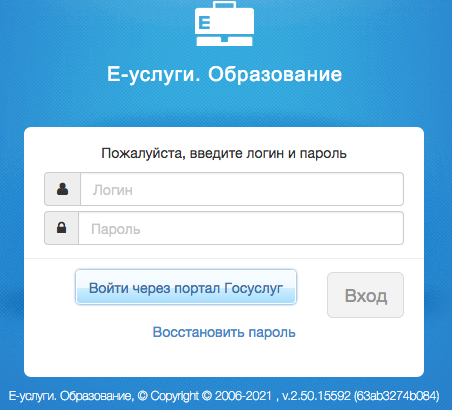 E
Е-услуги. Образование
Пожалуйста, введите логин и пароль
Логин
Пароль
Войти через портал Госуслуг
Вход
Восстановить пароль
Е-услуги. Образование, © Copyright © 2006-2021 , v.2.50.15592 (63ab3274b084)